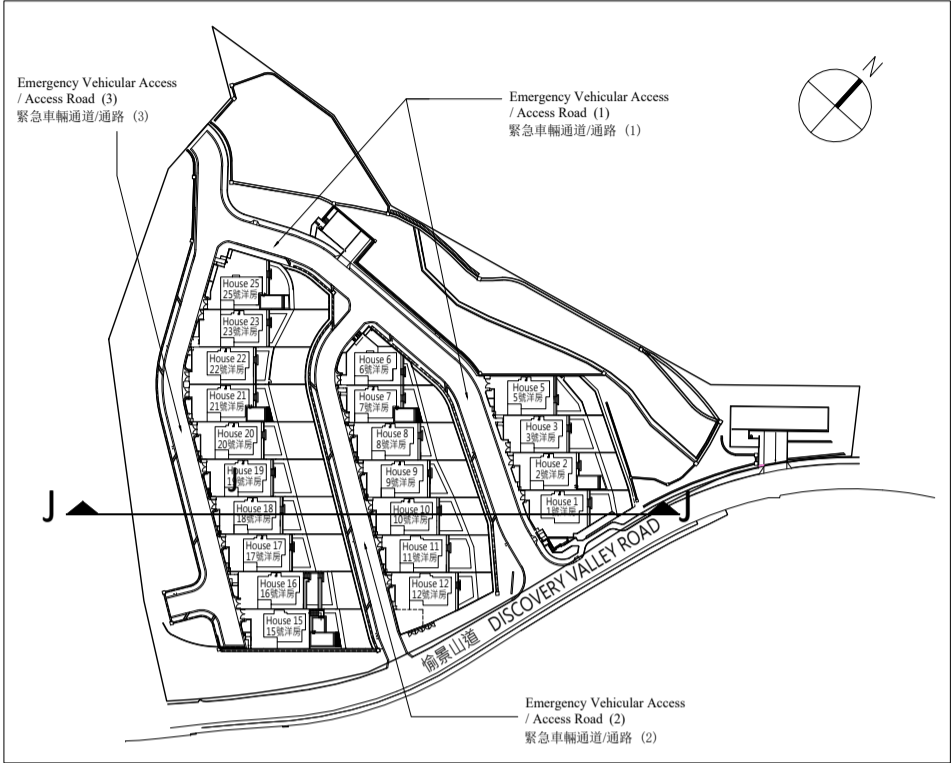 Emergency Vehicular Access
/ Access Road (3)
緊急車輛通道/通路 (3)
Emergency Vehicular Access
/ Access Road (1)
緊急車輛通道/通路 (1)
N
House 25
25號洋房
House 23
23號洋房
House 22
22號洋房
House 21
21號洋房
House 20
20號洋房
House 19
19號洋房
House 18
18號洋房
House 17
17號洋房
House 16
16號洋房
House 15
15號洋房
House 6
6號洋房
House 7
7號洋房
House 8
8號洋房
House 9
9號洋房
House 10
10號洋房
House 11
11號洋房
House 12
12號洋房
House 5
5號洋房
House 3
3號洋房
House 2
2號洋房
House 1
1號洋房
J
J
J
愉景山道 DISCOVERY VALLEY ROAD
Emergency Vehicular Access
/ Access Road (2)
緊急車輛通道/通路 (2)